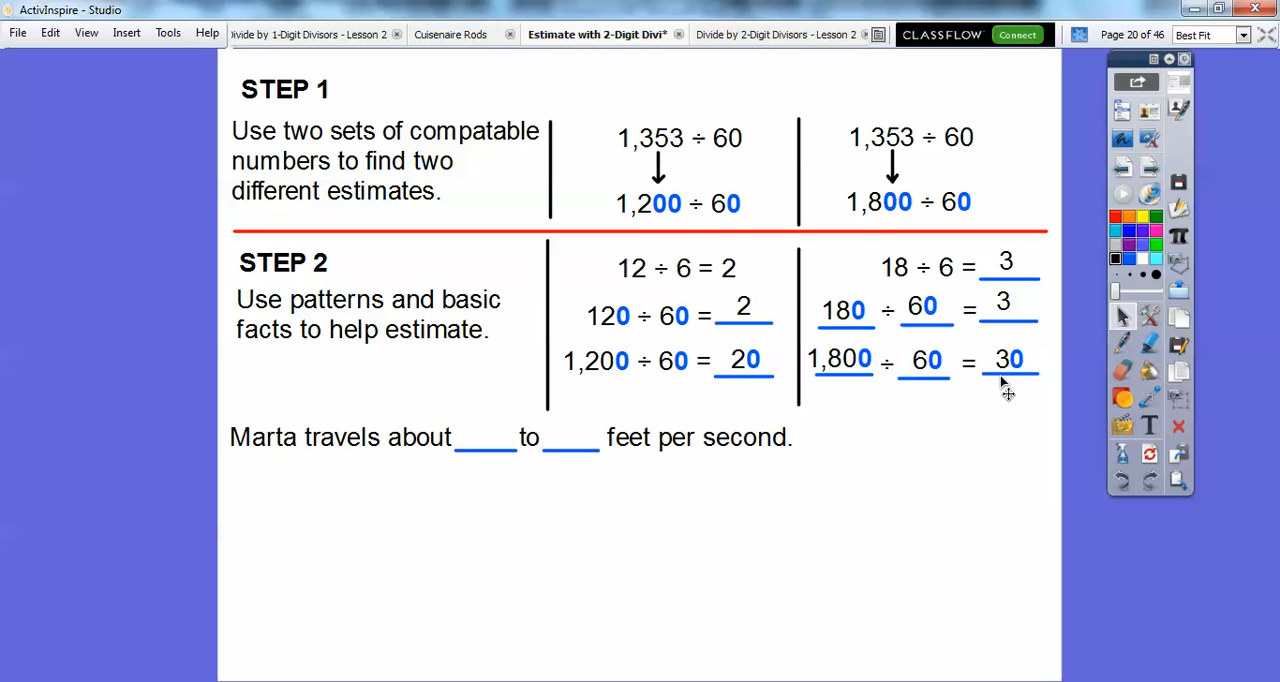 ActivInspire - Studio
File Edit View Insert Tools Help
Divide by 1-Digit Divisors - Lesson 2
Cuisenaire Rods
Estimate with 2-Digit Divi*
Divide by 2-Digit Divisors - Lesson 2
CLASSFLOW Connect
Page 20 of 46
Best Fit
STEP 1
Use two sets of compatable
numbers to find two
different estimates.
1,353 ÷ 60
1,200 ÷ 60
1,353 ÷ 60
1,800 ÷ 60
STEP 2
Use patterns and basic
facts to help estimate.
12 ÷ 6 = 2
120 ÷ 60 = 2
1,200 ÷ 60 = 20
18 ÷ 6 = 3
180 ÷ 60 = 3
1,800 ÷ 60 = 30
Marta travels about ____ to ____ feet per second.